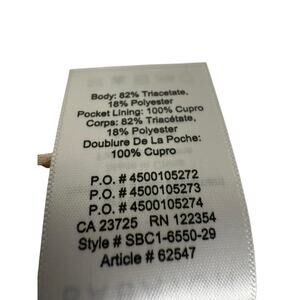 Body: 82% Triacetate,
18% Polyester
Pocket Lining: 100% Cupro
Corps: 82% Triacétate,
18% Polyester
Doublure De La Poche:
100% Cupro
P.O. # 4500105272
P.O. # 4500105273
P.O. # 4500105274
CA 23725 RN 122354
Style # SBC1-6550-29
Article # 62547